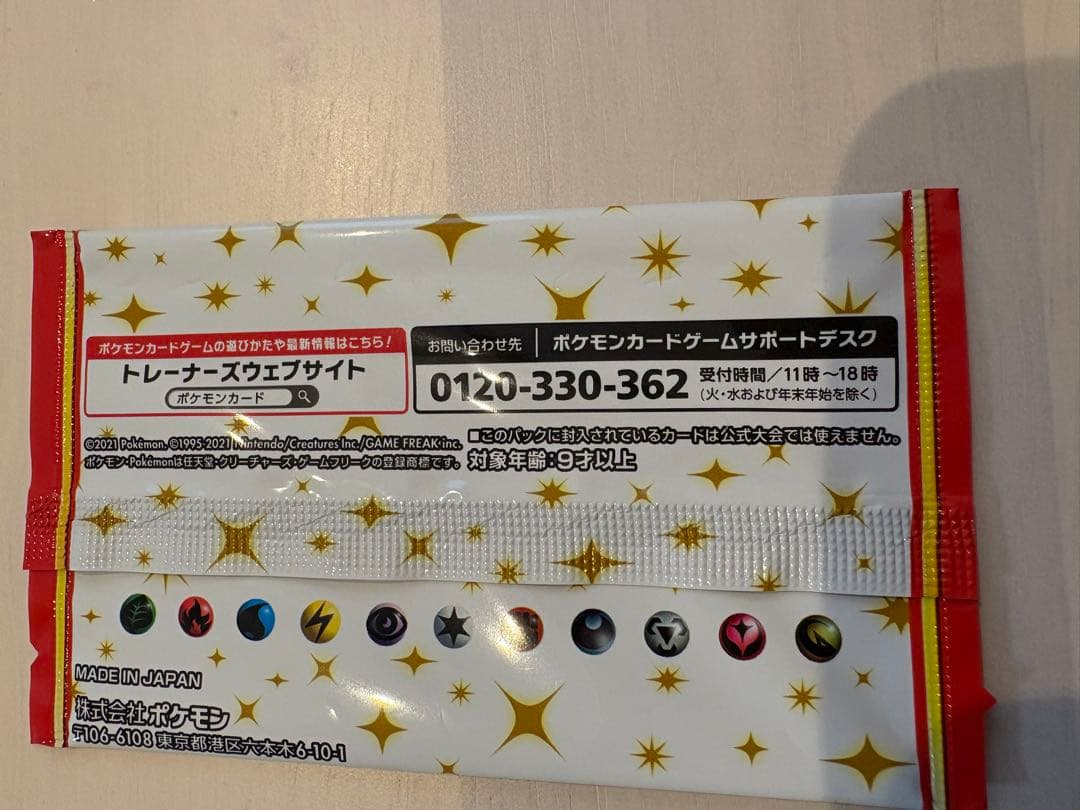 ポケモンカードゲームの遊びかたや最新情報はこちら！
トレーナーズウェブサイト
ポケモンカード
お問い合わせ先 ポケモンカードゲームサポートデスク
0120-330-362 受付時間／11時～18時
（火・水および年末年始を除く）
©2021 Pokémon. ©1995-2021 Nintendo/Creatures Inc./GAME FREAK inc.
ポケモン・Pokémonは任天堂・クリーチャーズ・ゲームフリークの登録商標です。
■このパックに封入されているカードは公式大会では使えません。
対象年齢：9才以上
MADE IN JAPAN
株式会社ポケモン
〒106-6108 東京都港区六本木6-10-1